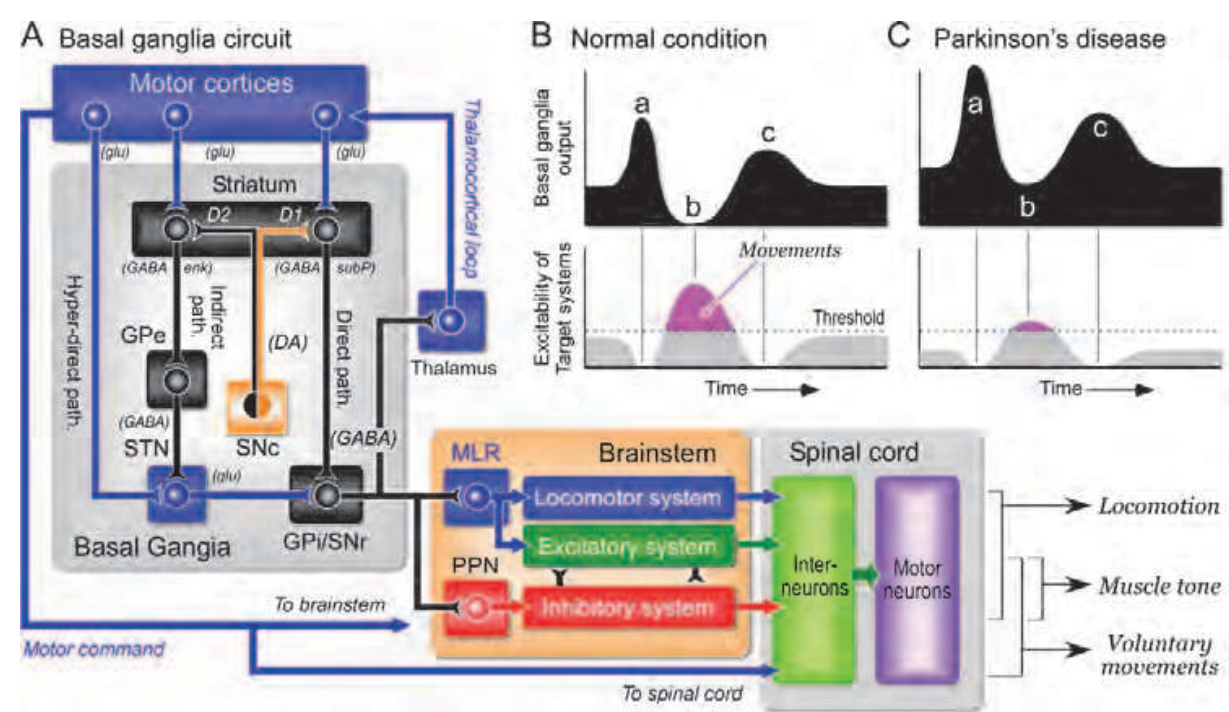 A Basal ganglia circuit
Motor cortices
(glu)
(glu)
(glu)
Thalamocortical loop
Striatum
D2
D1
(GABA
enk)
(GABA
subP)
Hyper-direct path.
Indirect
path.
Direct path.
GPe
(DA)
Thalamus
(GABA)
STN
SNc
(GABA)
(glu)
Basal Gangia
GPi/SNr
To brainstem
Motor command
To spinal cord
B Normal condition
Basal ganglia
output
a
b
c
Excitability of
Target systems
Movements
Threshold
Time
C Parkinson's disease
a
b
c
Time
MLR
Brainstem
Locomotor system
Excitatory system
PPN
Inhibitory system
Spinal cord
Inter-
neurons
Motor
neurons
Locomotion
Muscle tone
Voluntary
movements